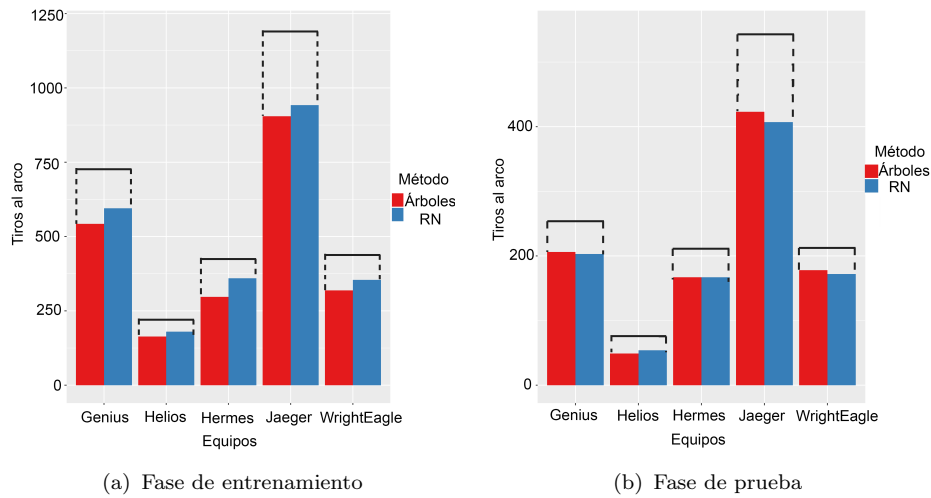 1250
1000
750
500
250
0
Tiros al arco
Genius Helios Hermes Jaeger WrightEagle
Equipos
Método
Árboles
RN
(a) Fase de entrenamiento
400
200
0
Tiros al arco
Genius Helios Hermes Jaeger WrightEagle
Equipos
Método
Árboles
RN
(b) Fase de prueba